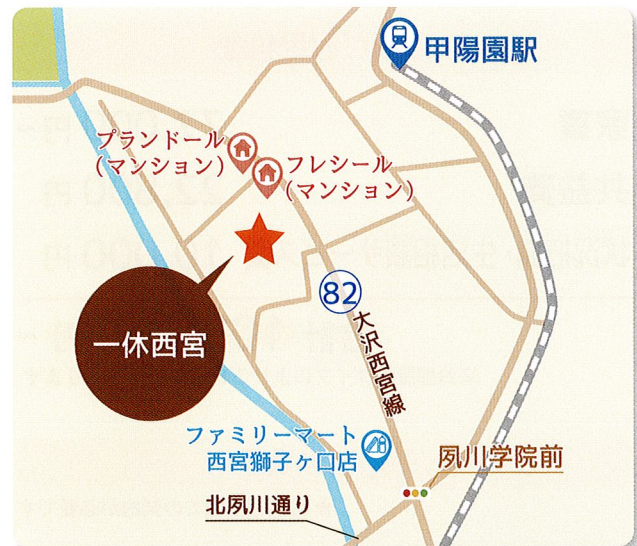 甲陽園駅
プランドール
(マンション)
フレシール
(マンション)
82
大沢西宮線
一休西宮
ファミリーマート
西宮獅子ヶ口店
夙川学院前
北夙川通り